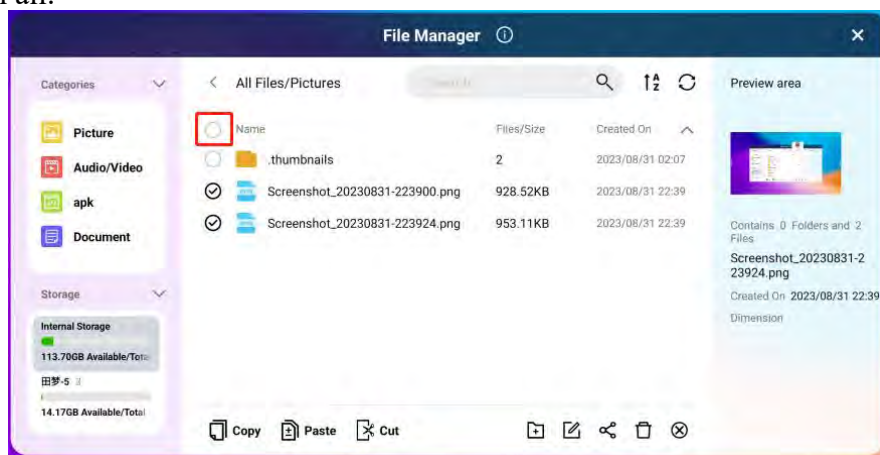 File Manager
Categories
Picture
Audio/Video
apk
Document
Storage
Internal Storage
113.70GB Available/Tota
田梦-5
14.17GB Available/Total
All Files/Pictures
Search
Name Files/Size Created On
.thumbnails 2 2023/08/31 02:07
Screenshot_20230831-223900.png 928.52KB 2023/08/31 22:39
Screenshot_20230831-223924.png 953.11KB 2023/08/31 22:39
Copy Paste Cut
Preview area
Contains 0 Folders and 2
Files
Screenshot_20230831-2
23924.png
Created On 2023/08/31 22:39
Dimension